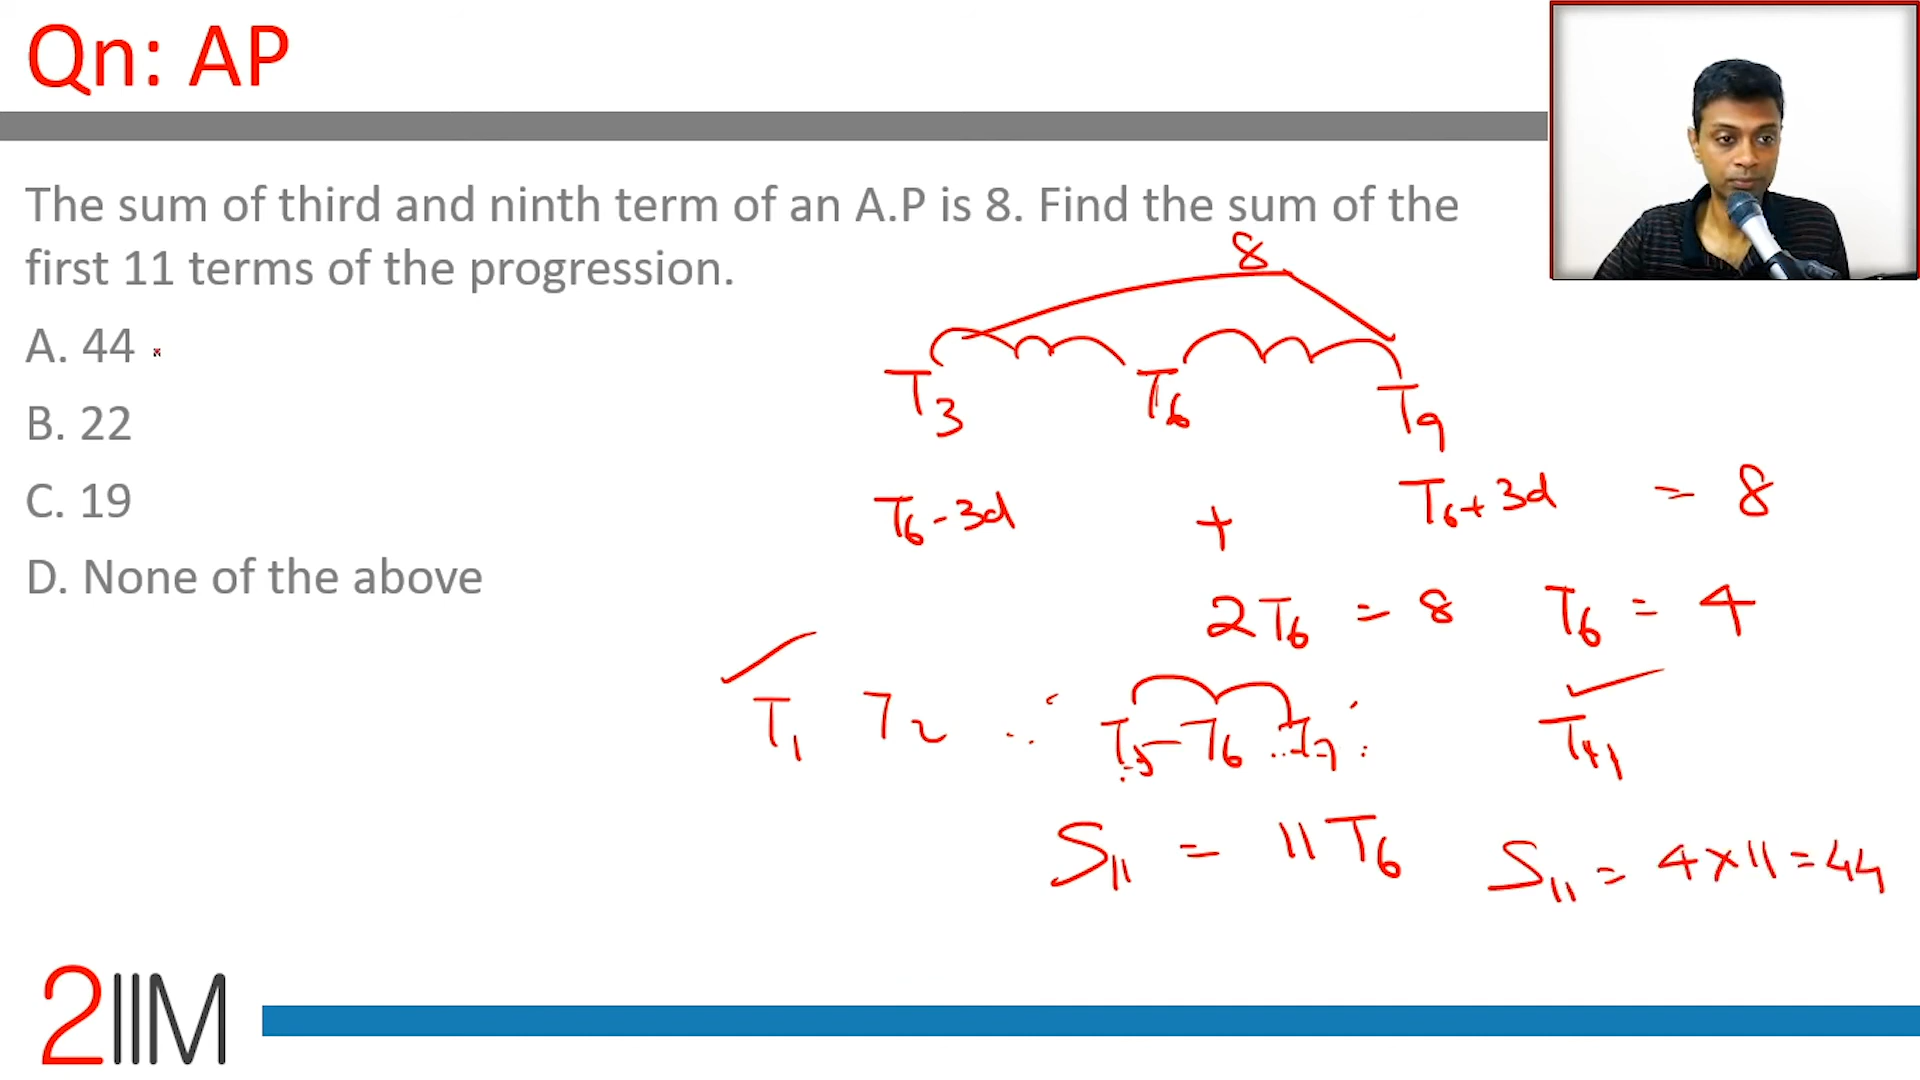 Qn: AP
The sum of third and ninth term of an A.P is 8. Find the sum of the
first 11 terms of the progression.
8
A. 44
T3 T6 T9
B. 22
C. 19
T6 - 3d + T6 + 3d = 8
D. None of the above
2T6 = 8 T6 = 4
T1 T2 ... T5 T6 T7 T11
S11 = 11T6 S11 = 4 x 11 = 44
2IIM